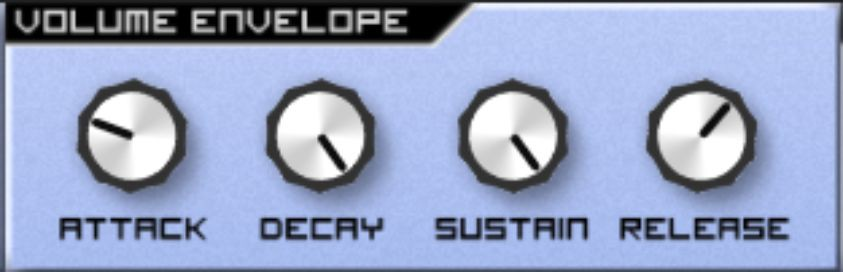 VOLUME ENVELOPE
ATTACK DECAY SUSTAIN RELEASE